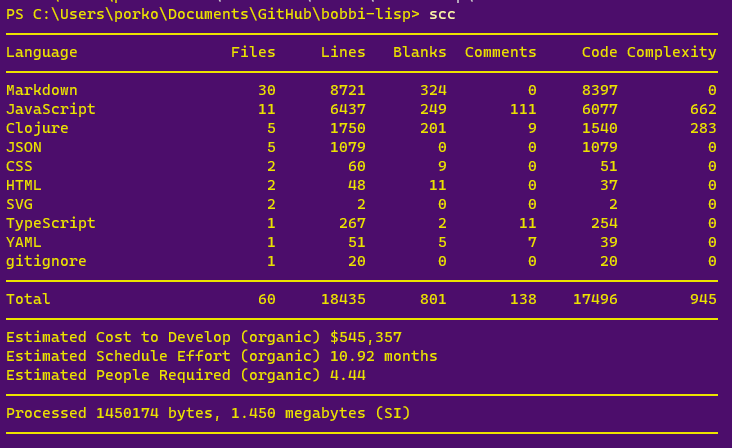 PS C:\Users\porko\Documents\GitHub\bobbi-lisp> scc
Language Files Lines Blanks Comments Code Complexity
Markdown 30 8721 324 0 8397 0
JavaScript 11 6437 249 111 6077 662
Clojure 5 1750 201 9 1540 283
JSON 5 1079 0 0 1079 0
CSS 2 60 9 0 51 0
HTML 2 48 11 0 37 0
SVG 2 2 0 0 2 0
TypeScript 1 267 2 11 254 0
YAML 1 51 5 7 39 0
gitignore 1 20 0 0 20 0
Total 60 18435 801 138 17496 945
Estimated Cost to Develop (organic) $545,357
Estimated Schedule Effort (organic) 10.92 months
Estimated People Required (organic) 4.44
Processed 1450174 bytes, 1.450 megabytes (SI)